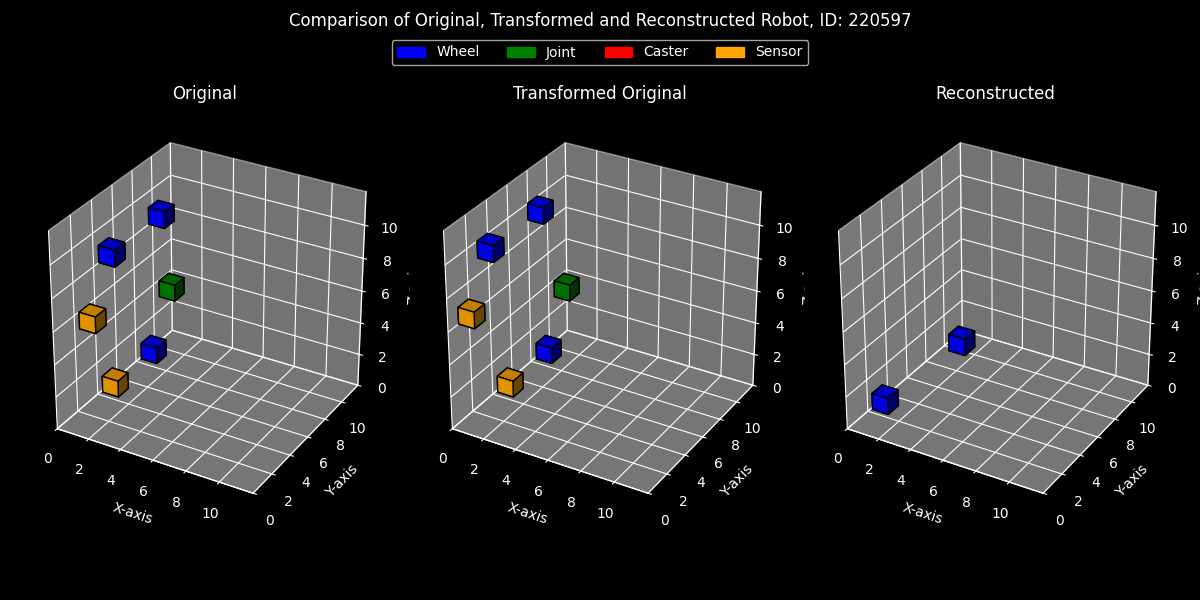 Comparison of Original, Transformed and Reconstructed Robot, ID: 220597
Wheel Joint Caster Sensor
Original Transformed Original Reconstructed
10 10 10
8 8 8
6 6 6
4 4 4
2 2 2
0 0 0
10 10 10
8 8 8
6 6 6
4 4 4
2 2 2
0 0 0
0 2 4 6 8 10 0 2 4 6 8 10 0 2 4 6 8 10
X-axis Y-axis X-axis Y-axis X-axis Y-axis